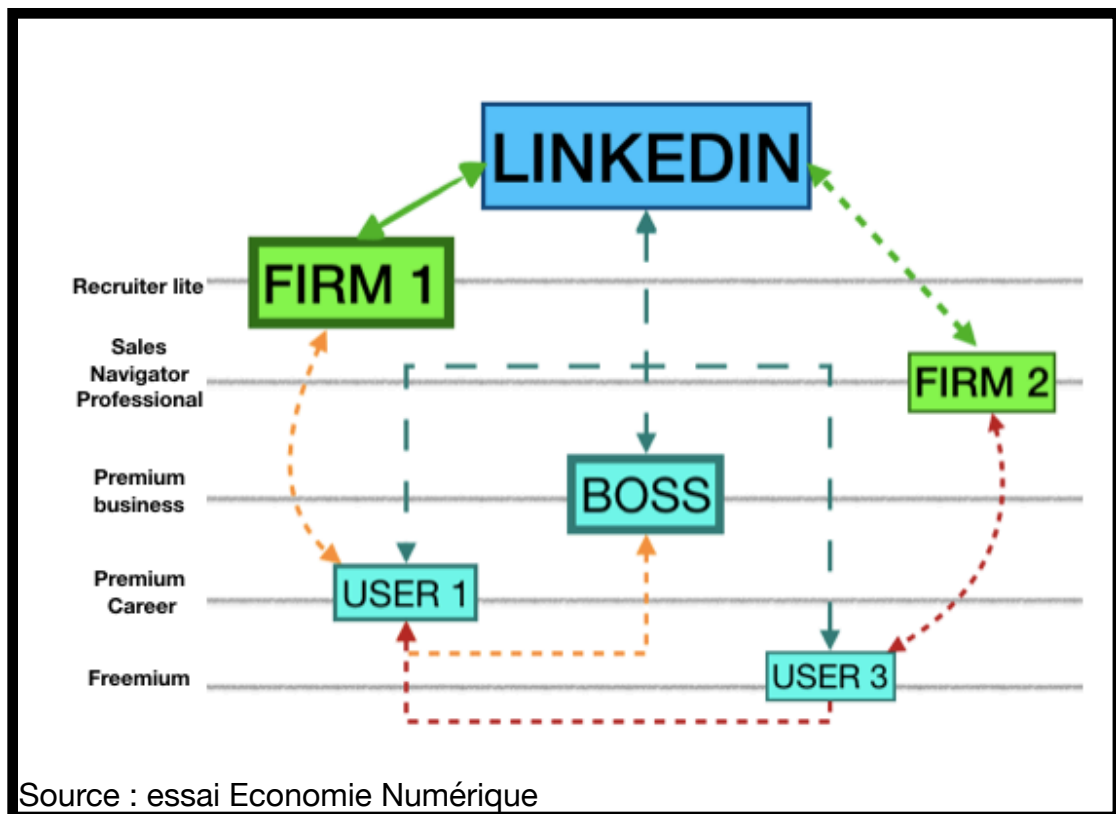 LINKEDIN
FIRM 1
Recruiter lite
Sales
Navigator
Professional
FIRM 2
Premium
business
BOSS
Premium
Career
USER 1
Freemium
USER 3
Source : essai Economie Numérique